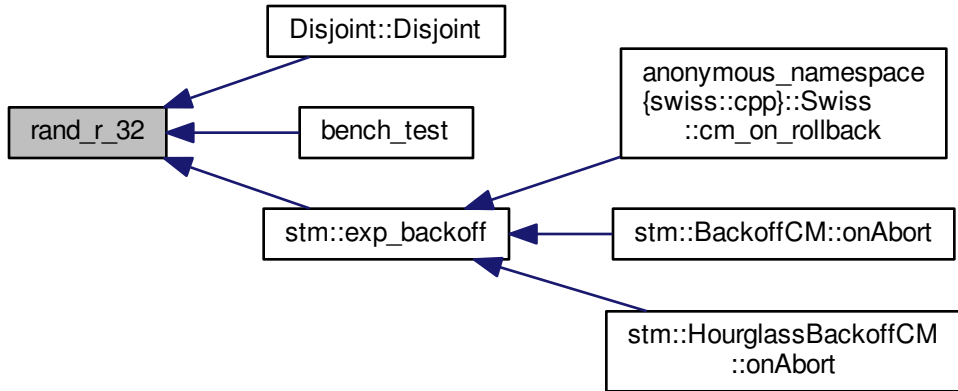 Disjoint::Disjoint
rand_r_32
bench_test
stm::exp_backoff
anonymous_namespace
{swiss::cpp}::Swiss
::cm_on_rollback
stm::BackoffCM::onAbort
stm::HourglassBackoffCM
::onAbort